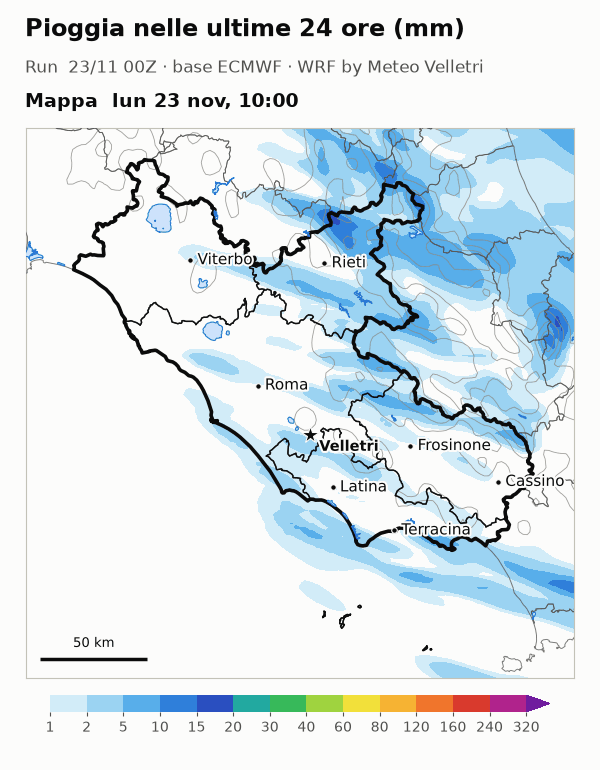 Pioggia nelle ultime 24 ore (mm)
Run  23/11 00Z · base ECMWF · WRF by Meteo Velletri
Mappa  lun 23 nov, 10:00
Viterbo
Rieti
Roma
Velletri
Frosinone
Cassino
Latina
Terracina
50 km
1 2 5 10 15 20 30 40 60 80 120 160 240 320